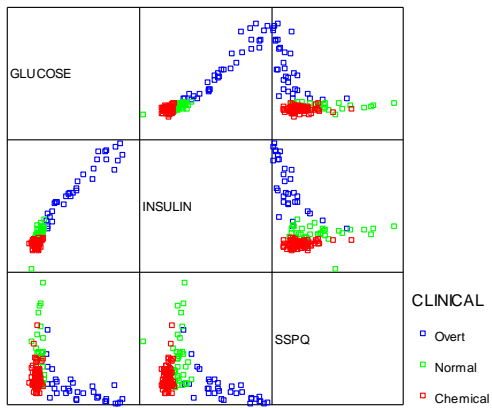 GLUCOSE
INSULIN
SSPQ
CLINICAL
Overt
Normal
Chemical